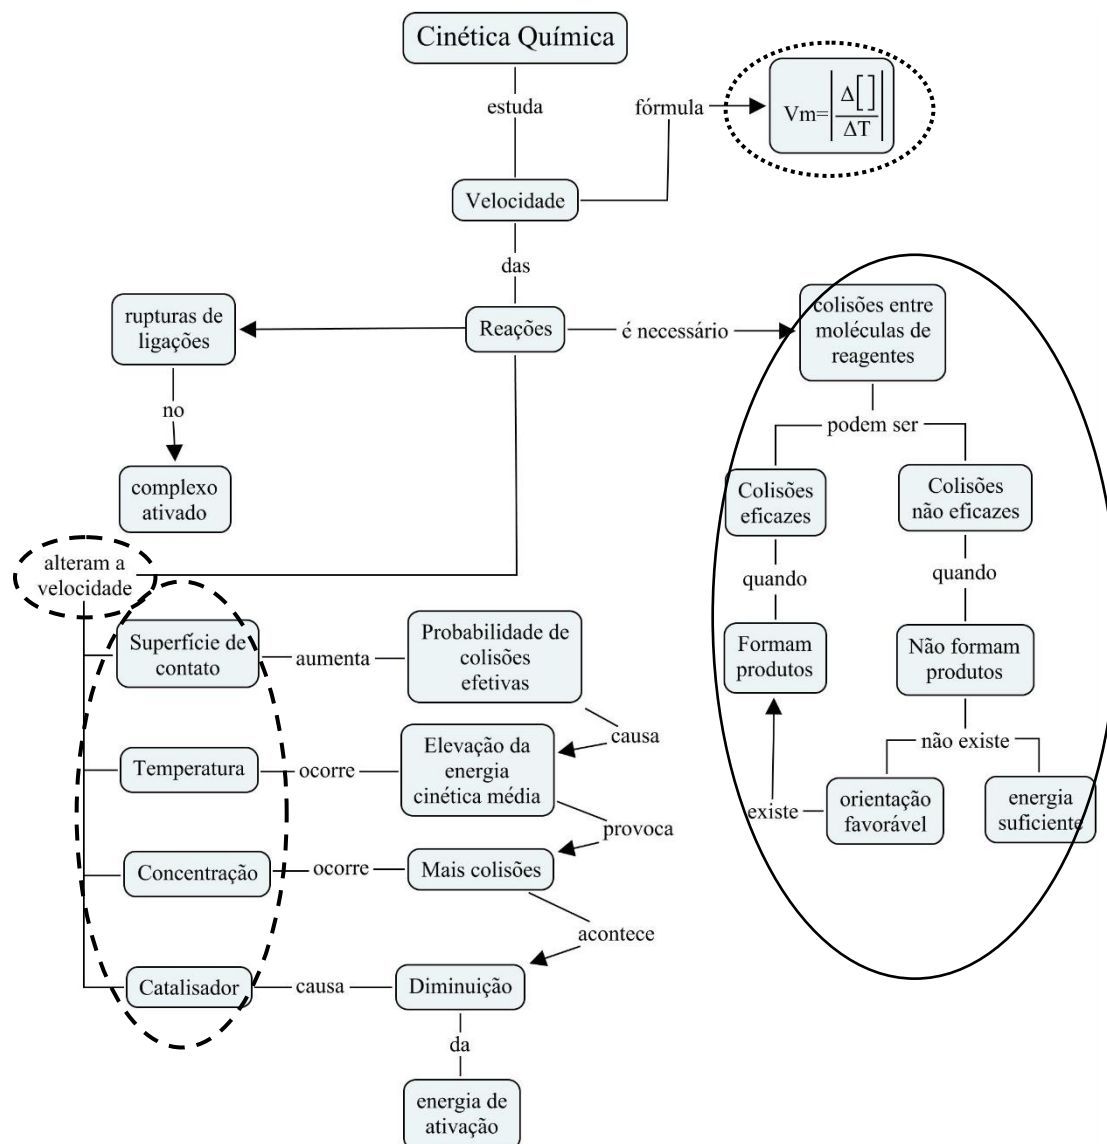 Cinética Química
estuda
fórmula
Vm=|Δ[ ]/ΔT|
Velocidade
das
rupturas de
ligações
Reações
é necessário
colisões entre
moléculas de
reagentes
no
complexo
ativado
podem ser
Colisões
eficazes
Colisões
não eficazes
quando
quando
Formam
produtos
Não formam
produtos
não existe
existe
orientação
favorável
energia
suficiente
alteram a
velocidade
Superfície de
contato
aumenta
Probabilidade de
colisões
efetivas
causa
Temperatura
ocorre
Elevação da
energia
cinética média
provoca
Concentração
ocorre
Mais colisões
acontece
Catalisador
causa
Diminuição
da
energia de
ativação